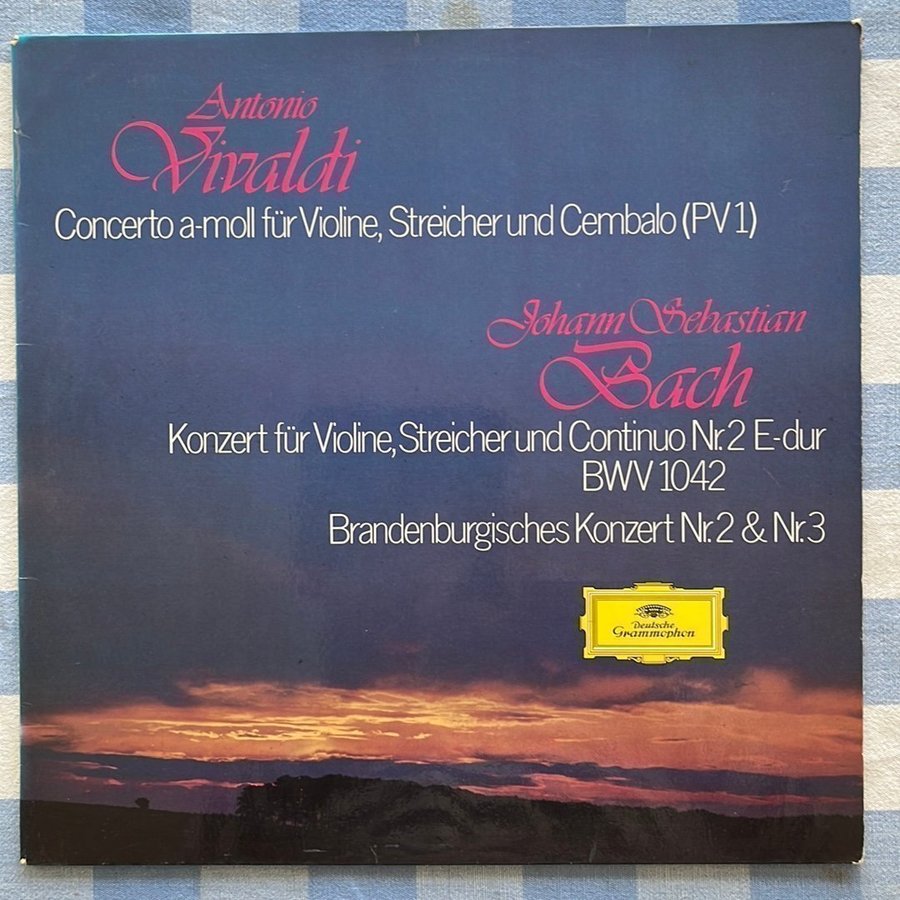 Antonio
Vivaldi
Concerto a-moll für Violine, Streicher und Cembalo (PV 1)
Johann Sebastian
Bach
Konzert für Violine, Streicher und Continuo Nr. 2 E-dur
BWV 1042
Brandenburgisches Konzert Nr. 2 & Nr. 3
Deutsche
Grammophon